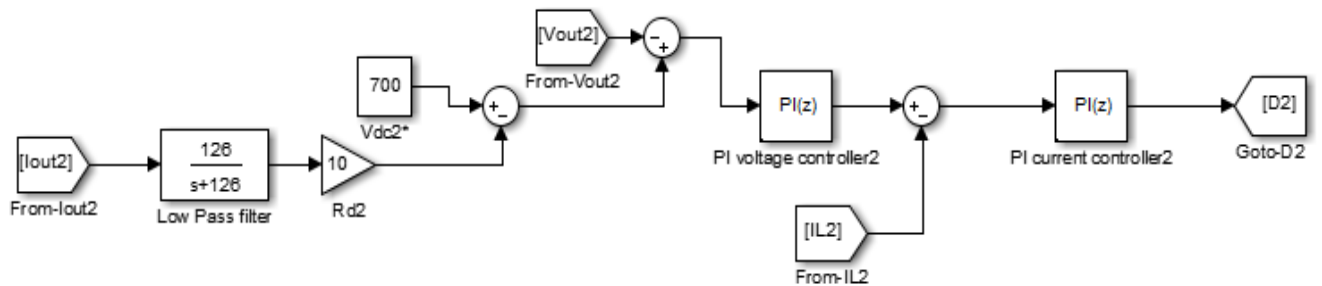 [Vout2]
From-Vout2
700
Vdc2*
PI(z)
PI voltage controller2
PI(z)
PI current controller2
[D2]
Goto-D2
[Iout2]
From-Iout2
126
s+126
Low Pass filter
10
Rd2
[IL2]
From-IL2